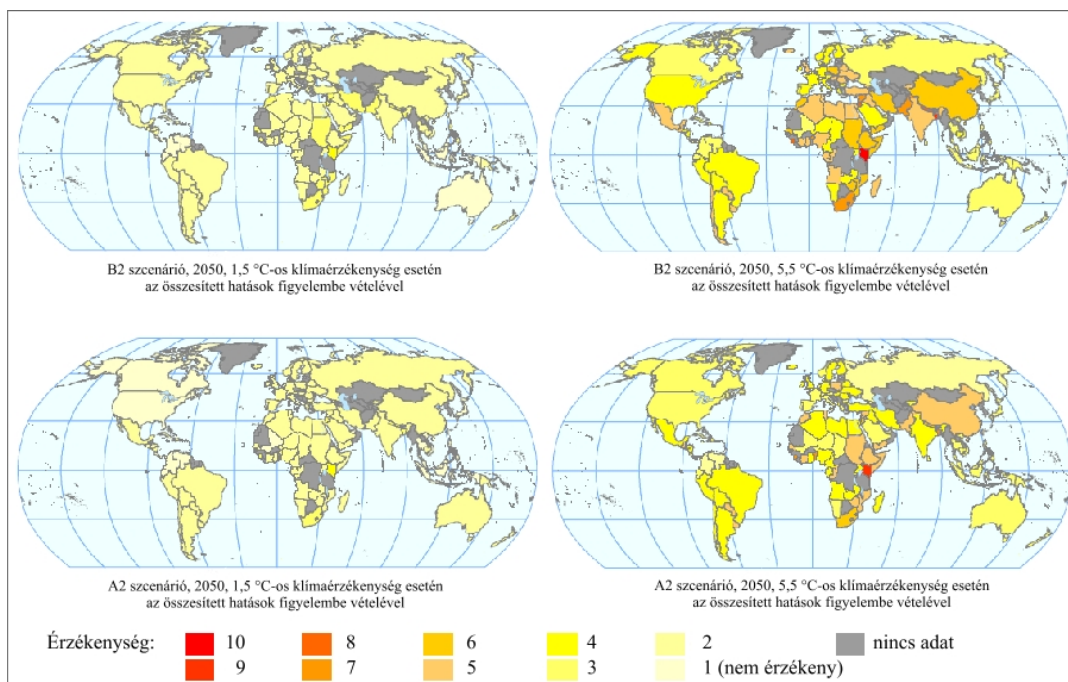 B2 szcenárió, 2050, 1,5 °C-os klímaérzékenység esetén
az összesített hatások figyelembe vételével
B2 szcenárió, 2050, 5,5 °C-os klímaérzékenység esetén
az összesített hatások figyelembe vételével
A2 szcenárió, 2050, 1,5 °C-os klímaérzékenység esetén
az összesített hatások figyelembe vételével
A2 szcenárió, 2050, 5,5 °C-os klímaérzékenység esetén
az összesített hatások figyelembe vételével
Érzékenység: 10 8 6 4 2 nincs adat
9 7 5 3 1 (nem érzékeny)